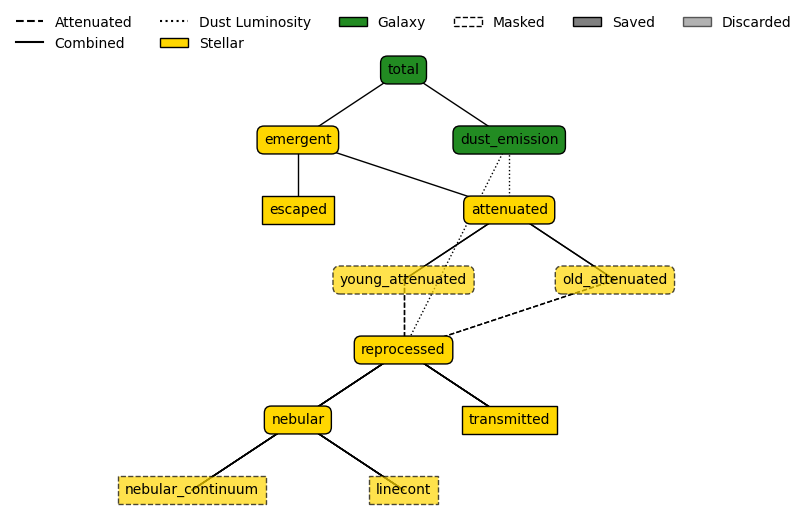 Attenuated
Dust Luminosity
Galaxy
Masked
Saved
Discarded
Combined
Stellar
total
emergent
dust_emission
escaped
attenuated
young_attenuated
old_attenuated
reprocessed
nebular
transmitted
nebular_continuum
linecont